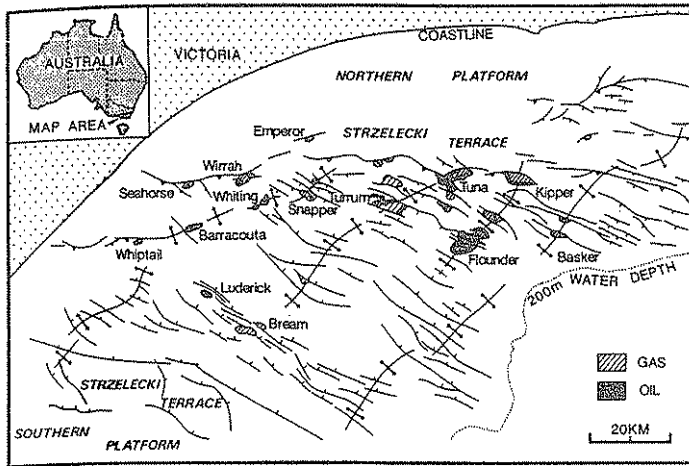 AUSTRALIA
MAP AREA
VICTORIA
COASTLINE
NORTHERN PLATFORM
Emperor
STRZELECKI TERRACE
Wirrah
Seahorse
Whiting
Snapper
Turrum
Tuna
Kipper
Barracouta
Whiptail
Flounder
Basker
200m WATER DEPTH
Luderick
Bream
GAS
OIL
STRZELECKI
TERRACE
SOUTHERN
PLATFORM
20KM